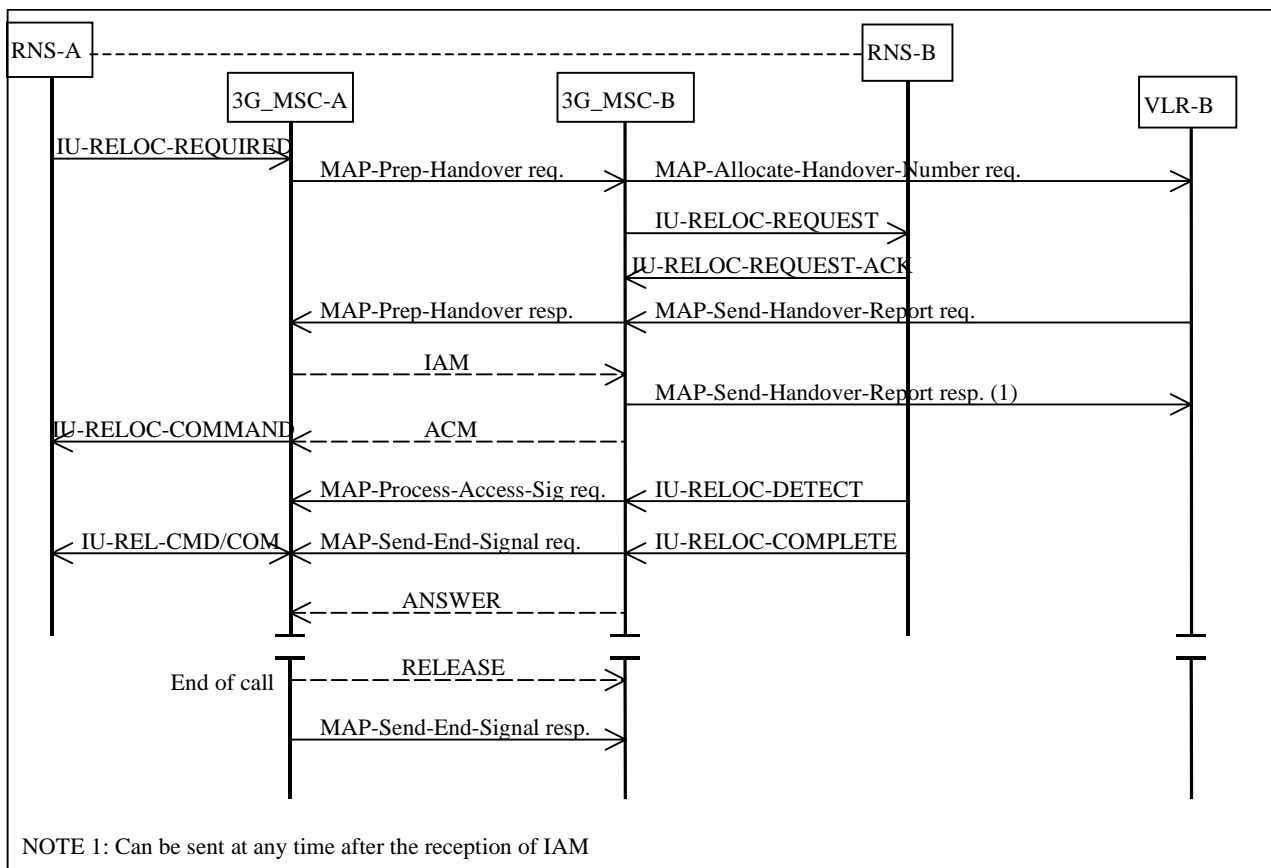 RNS-A
RNS-B
3G_MSC-A
3G_MSC-B
VLR-B
IU-RELOC-REQUIRED
MAP-Prep-Handover req.
MAP-Allocate-Handover-Number req.
IU-RELOC-REQUEST
IU-RELOC-REQUEST-ACK
MAP-Prep-Handover resp.
MAP-Send-Handover-Report req.
IAM
MAP-Send-Handover-Report resp. (1)
IU-RELOC-COMMAND
ACM
MAP-Process-Access-Sig req.
IU-RELOC-DETECT
IU-REL-CMD/COM
MAP-Send-End-Signal req.
IU-RELOC-COMPLETE
ANSWER
RELEASE
End of call
MAP-Send-End-Signal resp.
NOTE 1: Can be sent at any time after the reception of IAM